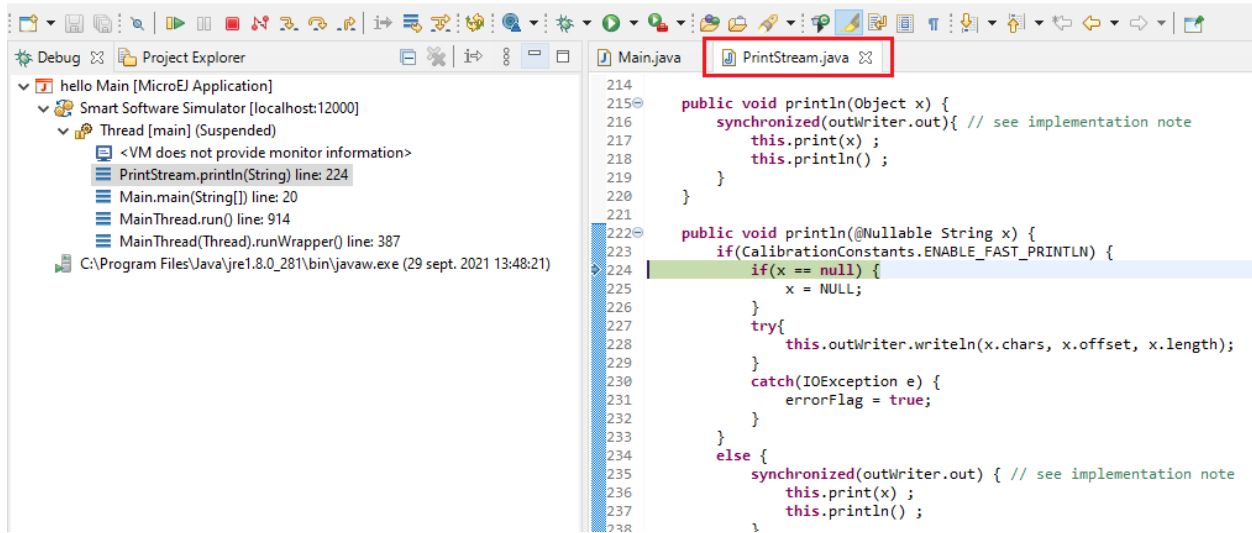 Debug
Project Explorer
hello Main [MicroEJ Application]
Smart Software Simulator [localhost:12000]
Thread [main] (Suspended)
<VM does not provide monitor information>
PrintStream.println(String) line: 224
Main.main(String[]) line: 20
MainThread.run() line: 914
MainThread(Thread).runWrapper() line: 387
C:\Program Files\Java\jre1.8.0_281\bin\javaw.exe (29 sept. 2021 13:48:21)
Main.java
PrintStream.java
214
215 public void println(Object x) {
216 synchronized(outWriter.out){ // see implementation note
217 this.print(x) ;
218 this.println() ;
219 }
220 }
221
222 public void println(@Nullable String x) {
223 if(CalibrationConstants.ENABLE_FAST_PRINTLN) {
224 if(x == null) {
225 x = NULL;
226 }
227 try{
228 this.outWriter.writeln(x.chars, x.offset, x.length);
229 }
230 catch(IOException e) {
231 errorFlag = true;
232 }
233 }
234 else {
235 synchronized(outWriter.out) { // see implementation note
236 this.print(x) ;
237 this.println() ;
238 }